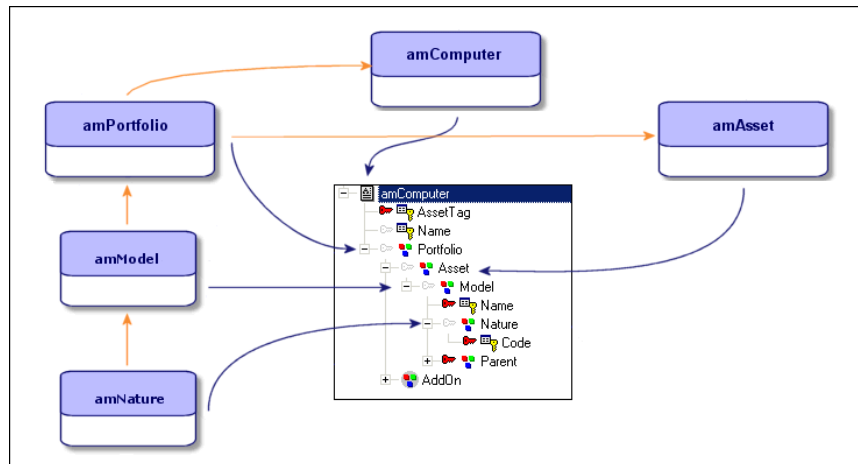 amComputer
amPortfolio
amAsset
amComputer
AssetTag
Name
Portfolio
Asset
amModel
Model
Name
Nature
Code
Parent
AddOn
amNature